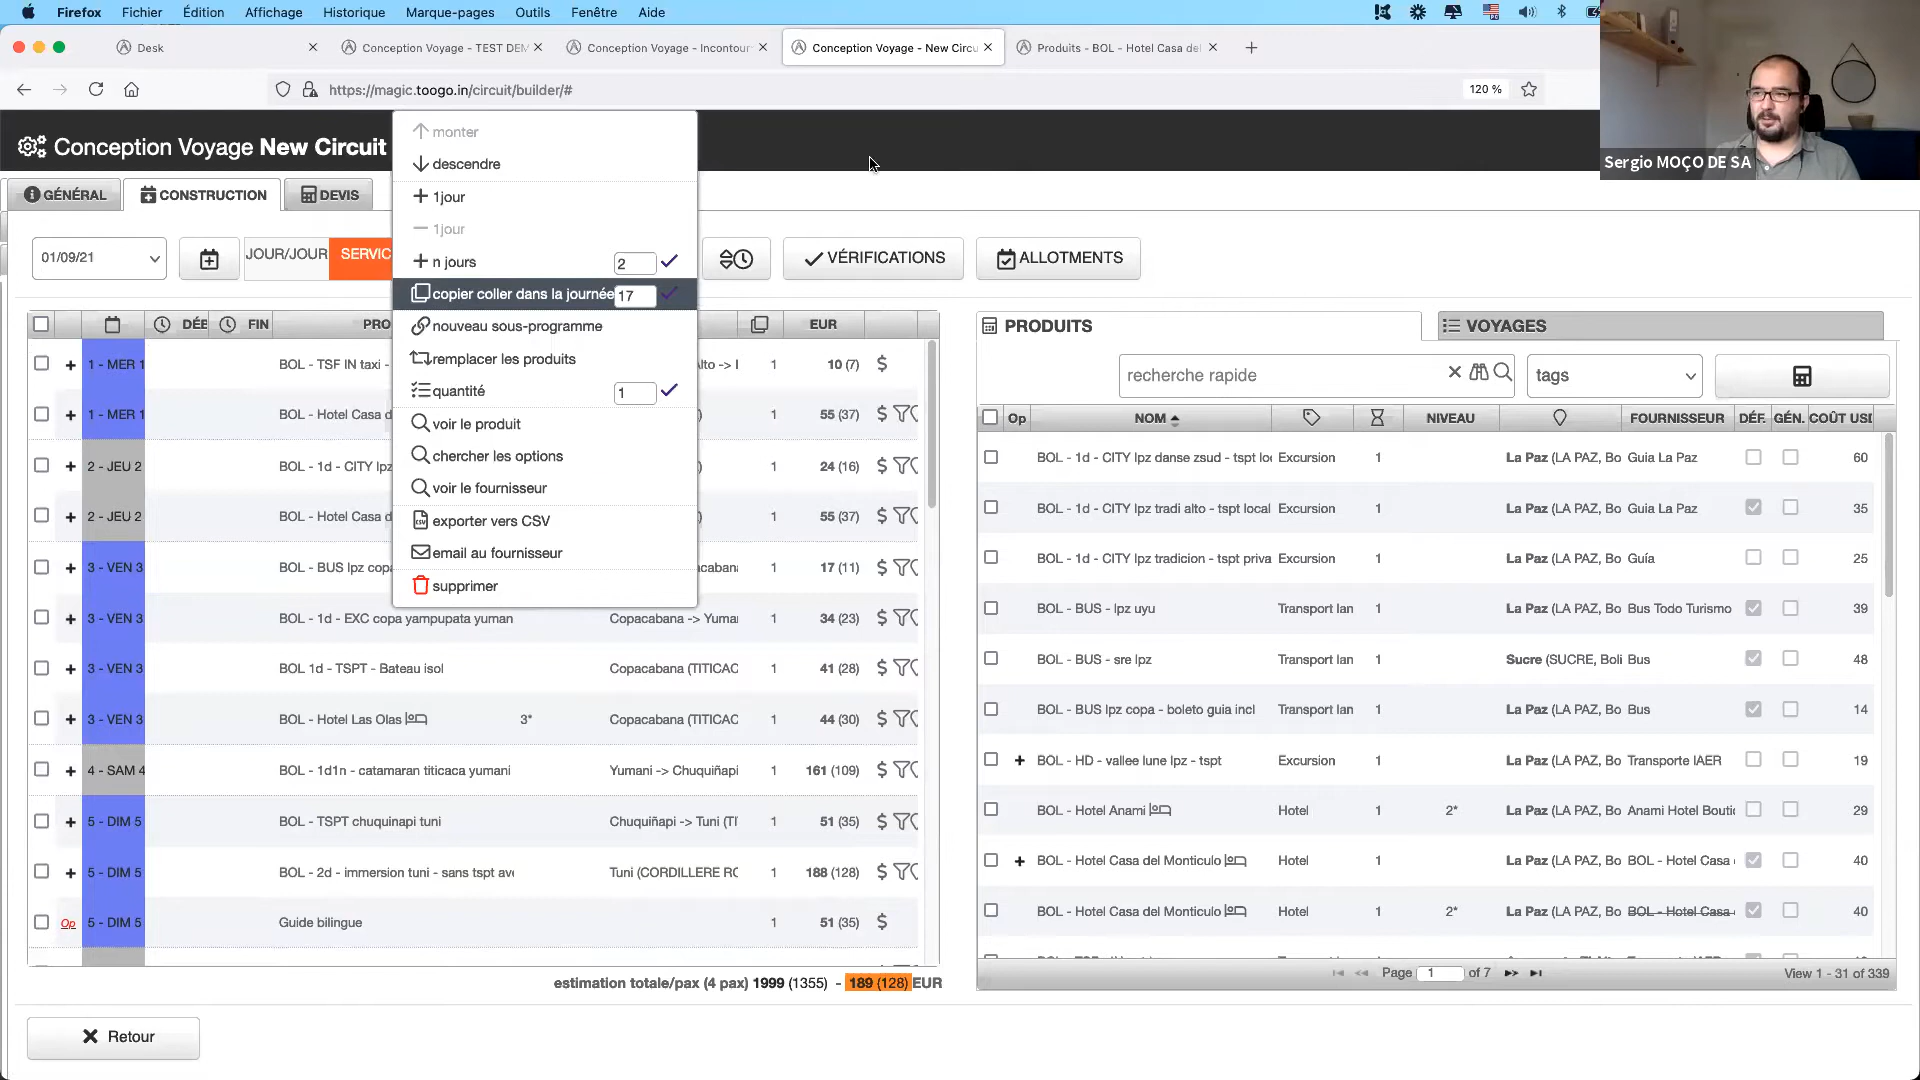 Firefox Fichier Édition Affichage Historique Marque-pages Outils Fenêtre Aide
Desk
Conception Voyage - TEST DEM
Conception Voyage - Incontour
Conception Voyage - New Circu
Produits - BOL - Hotel Casa de
https://magic.toogo.in/circuit/builder/#
120 %
Sergio MOÇO DE SA
Conception Voyage New Circuit
GÉNÉRAL
CONSTRUCTION
DEVIS
01/09/21
JOUR/JOUR
SERVIC
VÉRIFICATIONS
ALLOTMENTS
monter
descendre
1jour
1jour
n jours 2
copier coller dans la journée 17
nouveau sous-programme
remplacer les produits
quantité 1
voir le produit
chercher les options
voir le fournisseur
exporter vers CSV
email au fournisseur
supprimer
FIN PRO EUR
1 - MER 1 BOL - TSF IN taxi - 1 10 (7) $
1 - MER 1 BOL - Hotel Casa d 1 55 (37) $
2 - JEU 2 BOL - 1d - CITY lpz 1 24 (16) $
2 - JEU 2 BOL - Hotel Casa d 1 55 (37) $
3 - VEN 3 BOL - BUS lpz copa 1 17 (11) $
3 - VEN 3 BOL - 1d - EXC copa yampupata yuman Copacabana -> Yuma 1 34 (23) $
3 - VEN 3 BOL 1d - TSPT - Bateau isol Copacabana (TITICAC 1 41 (28) $
3 - VEN 3 BOL - Hotel Las Olas 3* Copacabana (TITICAC 1 44 (30) $
4 - SAM 4 BOL - 1d1n - catamaran titicaca yumani Yumani -> Chuquiñapi 1 161 (109) $
5 - DIM 5 BOL - TSPT chuquinapi tuni Chuquiñapi -> Tuni (TI 1 51 (35) $
5 - DIM 5 BOL - 2d - immersion tuni - sans tspt ave Tuni (CORDILLERE RC 1 188 (128) $
Op 5 - DIM 5 Guide bilingue 1 51 (35) $
estimation totale/pax (4 pax) 1999 (1355) - 189 (128) EUR
Retour
PRODUITS
VOYAGES
recherche rapide
tags
Op NOM NIVEAU FOURNISSEUR DÉF. GÉN. COÛT USD
BOL - 1d - CITY lpz danse zsud - tspt loc Excursion 1 La Paz (LA PAZ, Bo Guia La Paz 60
BOL - 1d - CITY lpz tradi alto - tspt local Excursion 1 La Paz (LA PAZ, Bo Guia La Paz 35
BOL - 1d - CITY lpz tradicion - tspt priva Excursion 1 La Paz (LA PAZ, Bo Guía 25
BOL - BUS - lpz uyu Transport lan 1 La Paz (LA PAZ, Bo Bus Todo Turismo 39
BOL - BUS - sre lpz Transport lan 1 Sucre (SUCRE, Boli Bus 48
BOL - BUS lpz copa - boleto guia incl Transport lan 1 La Paz (LA PAZ, Bo Bus 14
BOL - HD - vallee lune lpz - tspt Excursion 1 La Paz (LA PAZ, Bo Transporte IAER 19
BOL - Hotel Anami Hotel 1 2* La Paz (LA PAZ, Bo Anami Hotel Bouti 29
BOL - Hotel Casa del Monticulo Hotel 1 La Paz (LA PAZ, Bo BOL - Hotel Casa 40
BOL - Hotel Casa del Monticulo Hotel 1 2* La Paz (LA PAZ, Bo BOL - Hotel Casa 40
Page 1 of 7
View 1 - 31 of 339